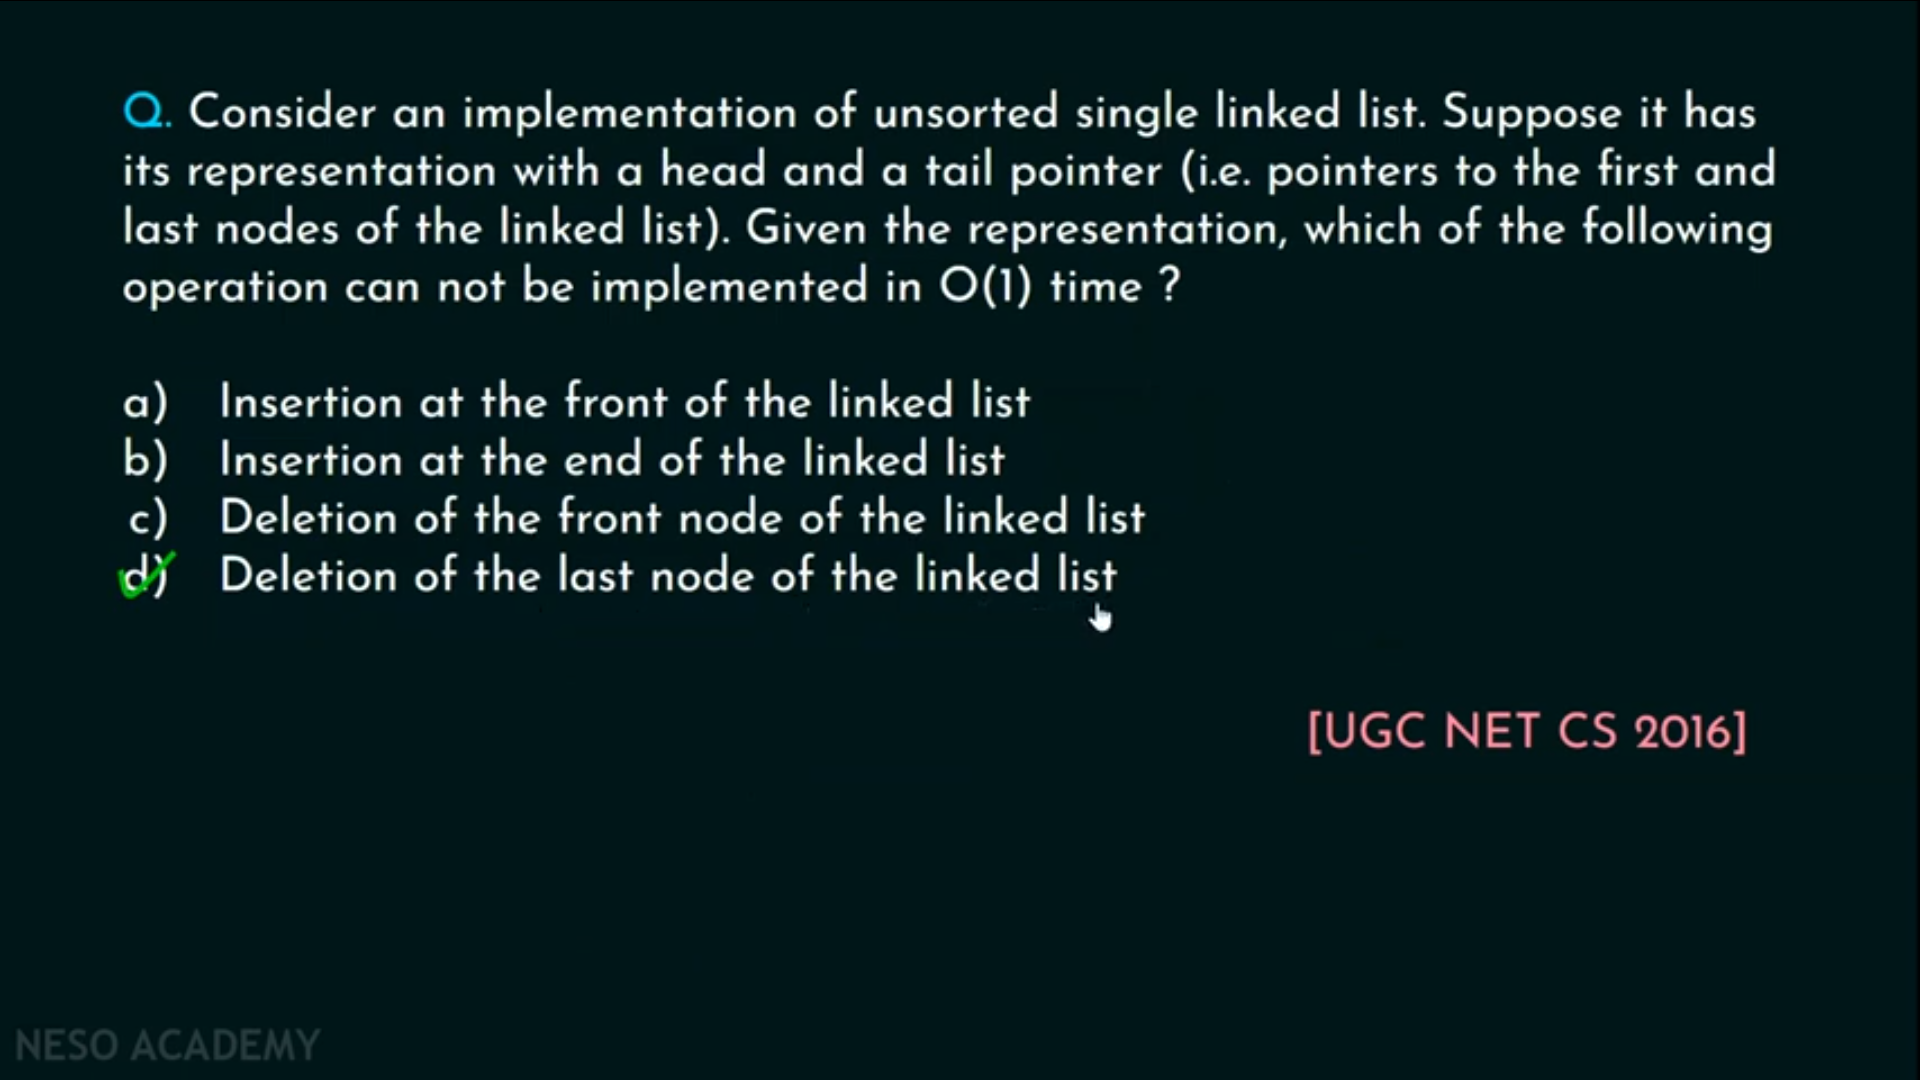 Q. Consider an implementation of unsorted single linked list. Suppose it has
its representation with a head and a tail pointer (i.e. pointers to the first and
last nodes of the linked list). Given the representation, which of the following
operation can not be implemented in O(1) time ?
a) Insertion at the front of the linked list
b) Insertion at the end of the linked list
c) Deletion of the front node of the linked list
d) Deletion of the last node of the linked list
[UGC NET CS 2016]
NESO ACADEMY